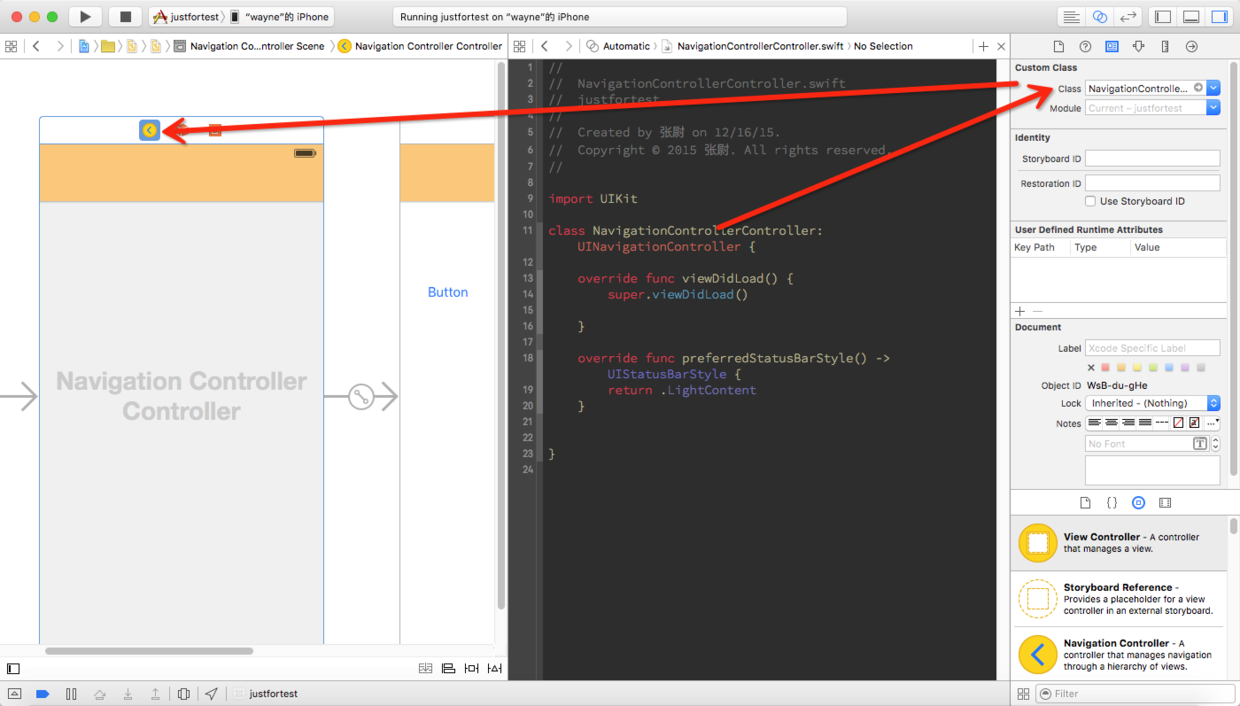 justfortest 〉 "wayne"的 iPhone
Running justfortest on "wayne"的 iPhone
Navigation Co...ntroller Scene 〉 Navigation Controller Controller
Automatic 〉 NavigationControllerController.swift 〉 No Selection
Button
Navigation Controller
Controller
1 //
2 // NavigationControllerController.swift
3 // justfortest
4 //
5 // Created by 张尉 on 12/16/15.
6 // Copyright © 2015 张尉. All rights reserved.
7 //
8
9 import UIKit
10
11 class NavigationControllerController:
UINavigationController {
12
13 override func viewDidLoad() {
14 super.viewDidLoad()
15
16 }
17
18 override func preferredStatusBarStyle() ->
UIStatusBarStyle {
19 return .LightContent
20 }
21
22
23 }
24
Custom Class
Class NavigationControlle...
Module Current – justfortest
Identity
Storyboard ID
Restoration ID
Use Storyboard ID
User Defined Runtime Attributes
Key Path Type Value
Document
Label Xcode Specific Label
Object ID WsB-du-gHe
Lock Inherited - (Nothing)
Notes
No Font
View Controller - A controller
that manages a view.
Storyboard Reference -
Provides a placeholder for a view
controller in an external storyboard.
Navigation Controller - A
controller that manages navigation
through a hierarchy of views.
justfortest
Filter